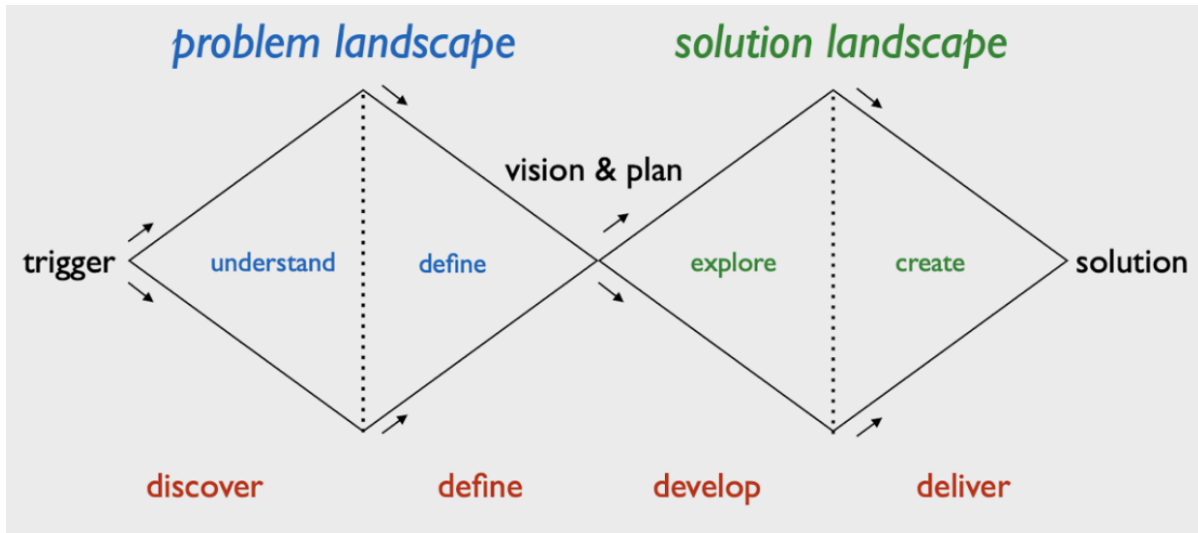 problem landscape
solution landscape
vision & plan
trigger
understand
define
explore
create
solution
discover
define
develop
deliver